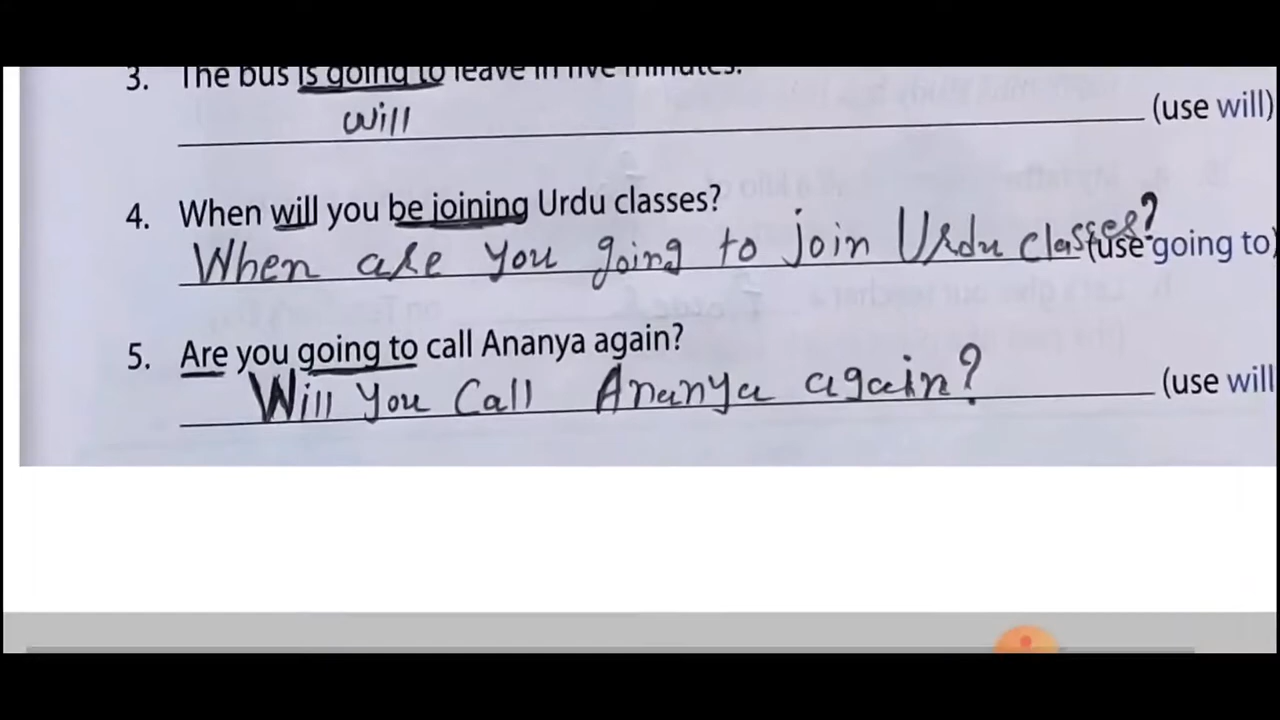 3. The bus is going to leave in five minutes.
will (use will)
4. When will you be joining Urdu classes?
When are you going to join Urdu classes? (use going to)
5. Are you going to call Ananya again?
Will you call Ananya again? (use will